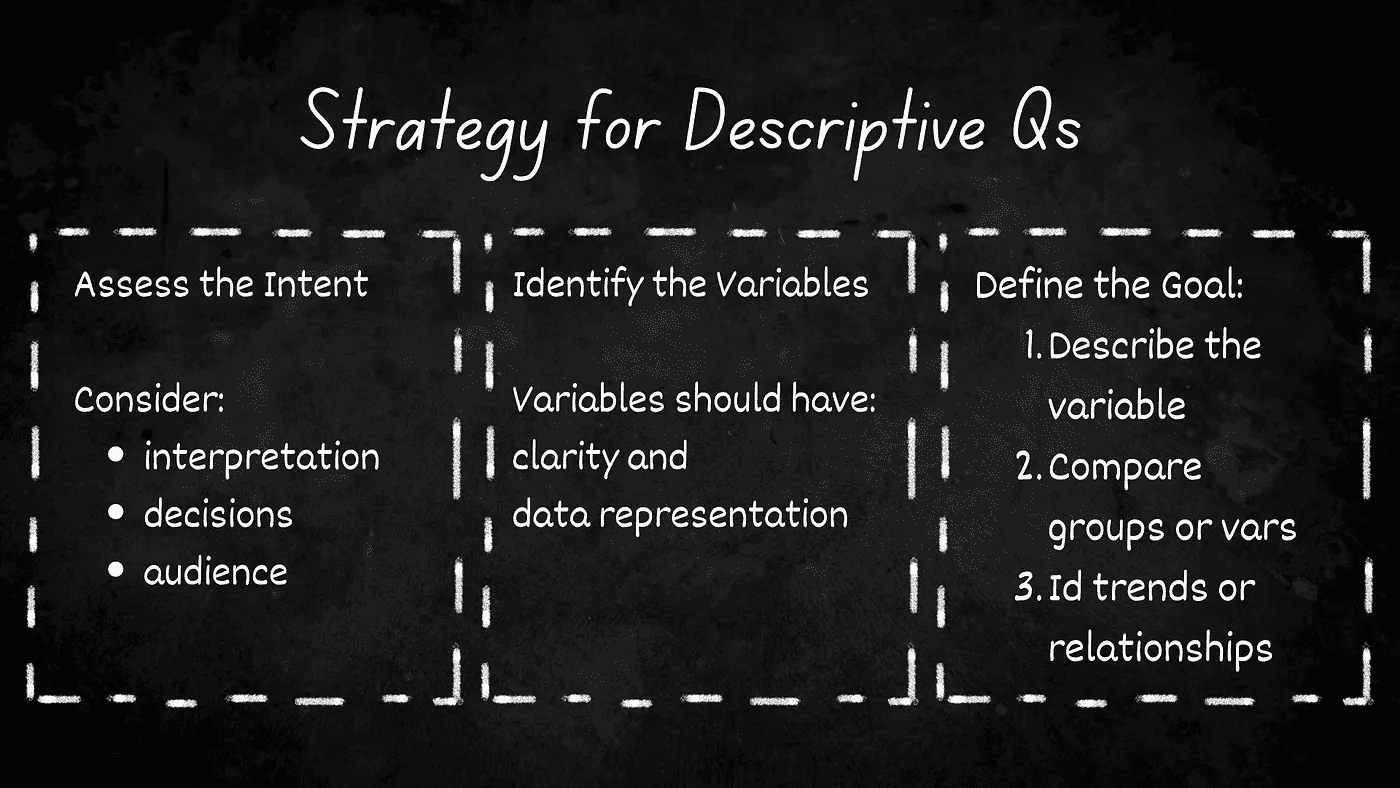 Strategy for Descriptive Qs
Assess the Intent
Consider:
• interpretation
• decisions
• audience
Identify the Variables
Variables should have:
clarity and
data representation
Define the Goal:
1. Describe the
variable
2. Compare
groups or vars
3. Id trends or
relationships